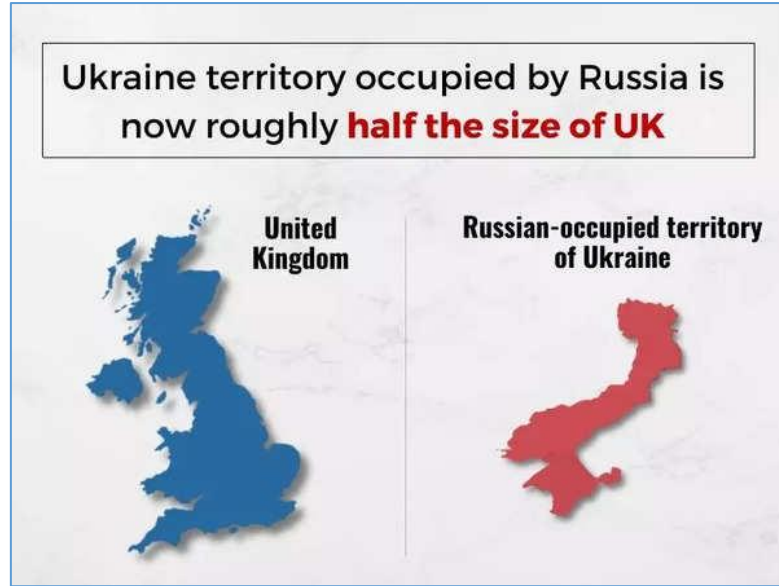 Ukraine territory occupied by Russia is
now roughly half the size of UK
United
Kingdom
Russian-occupied territory
of Ukraine